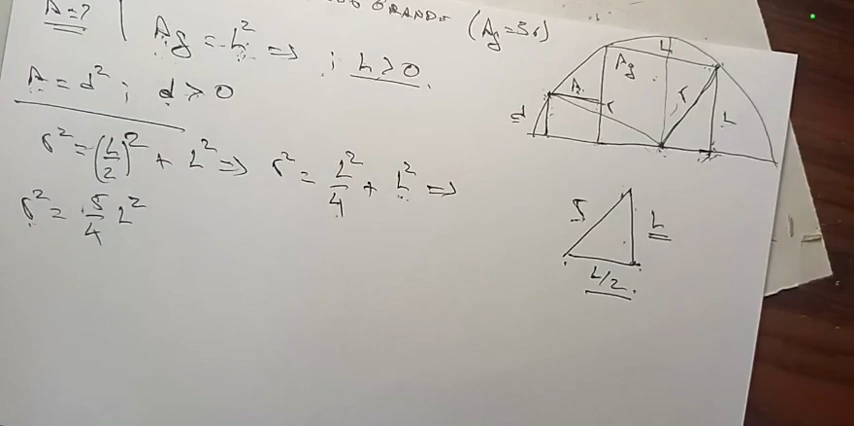 A = ?
GRANDE (Ag = 36)
Ag = L² ⇒ ; L > 0.
A = d² ; d > 0
r² = (L/2)² + L² ⇒ r² = L²/4 + L² ⇒
r² = 5/4 L²
L
Ag
A
r
r
d
L
r
L
L/2